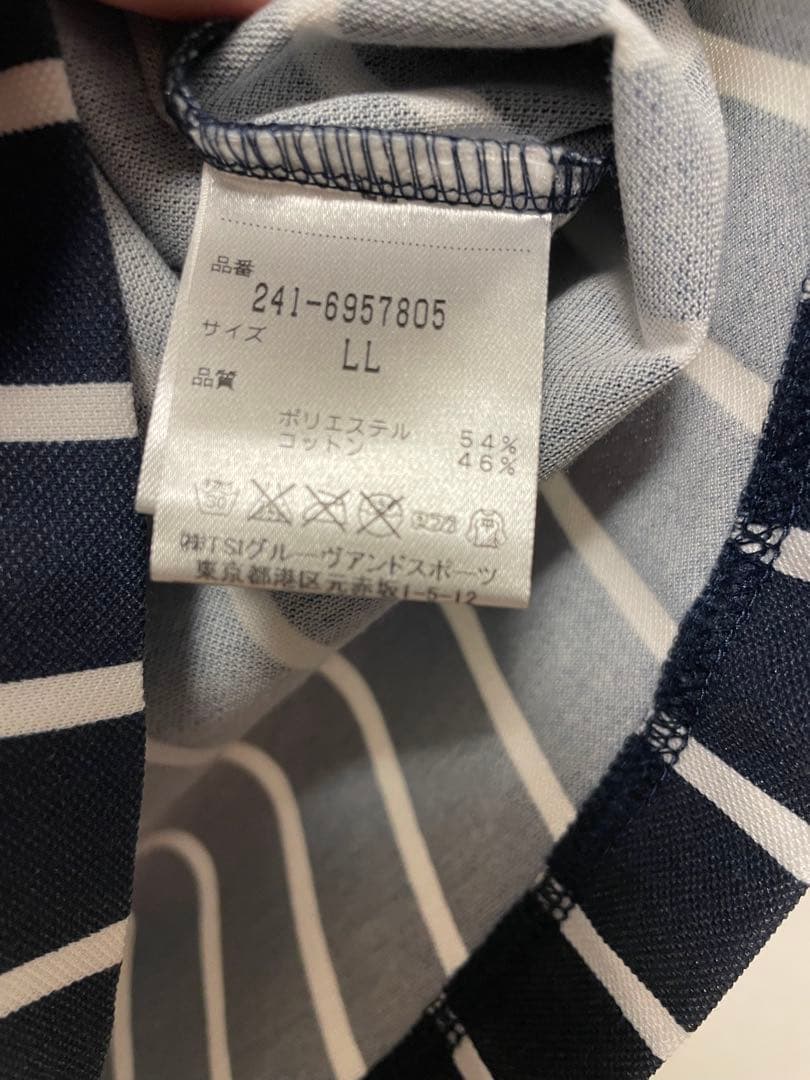 品番
241-6957805
サイズ
LL
品質
ポリエステル 54%
コットン 46%
30
㈱TSIグルーヴアンドスポーツ
東京都港区元赤坂1-5-12